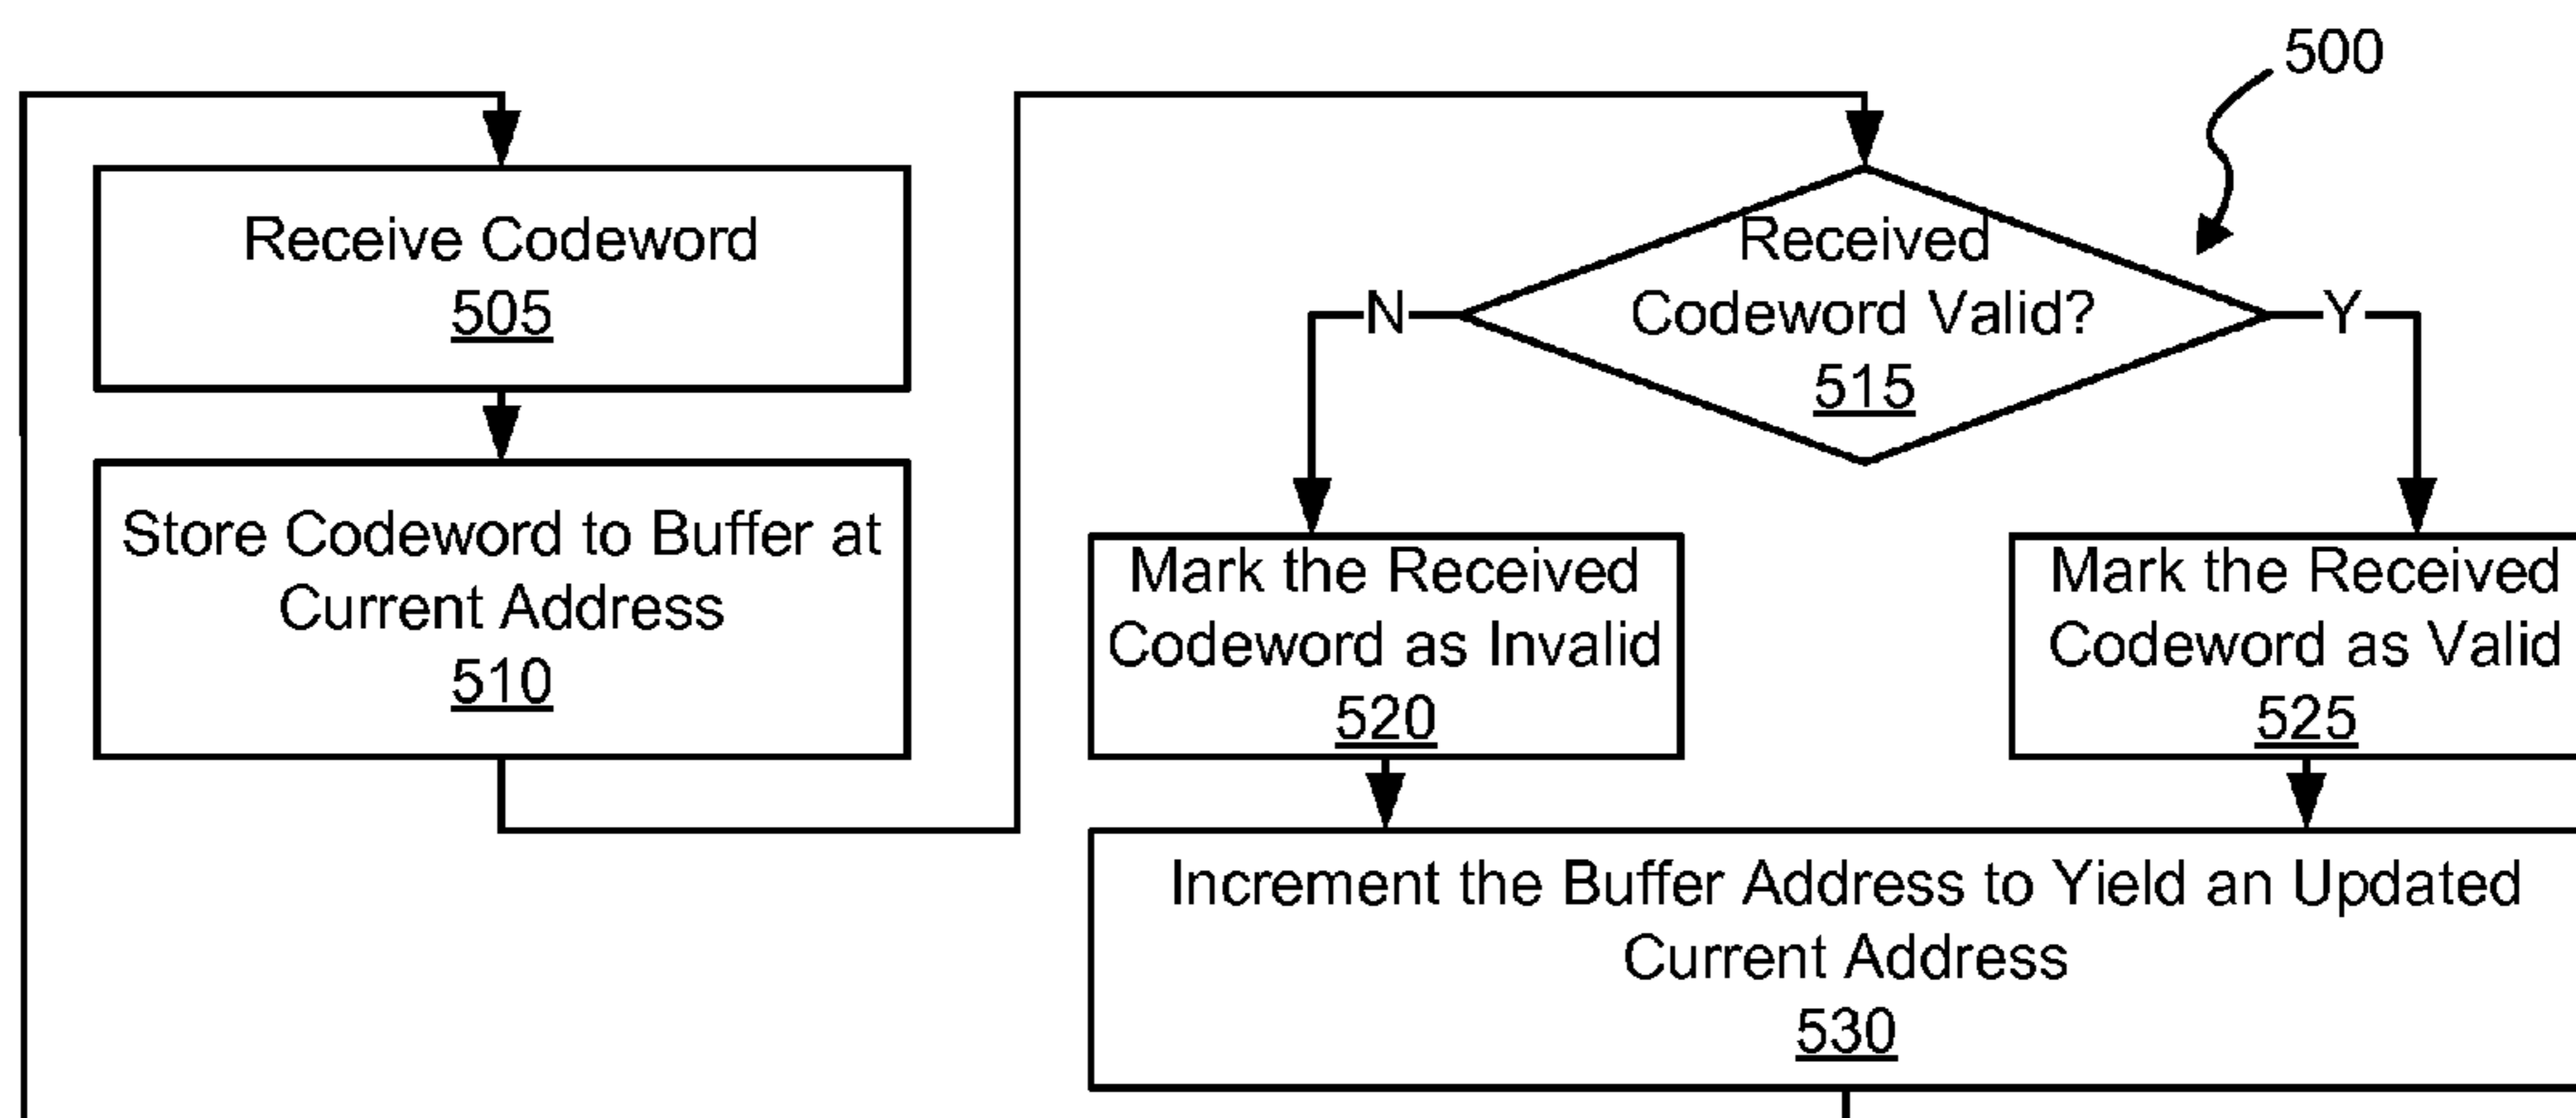 500
Receive Codeword
505
Store Codeword to Buffer at
Current Address
510
Received
Codeword Valid?
515
N
Y
Mark the Received
Codeword as Invalid
520
Mark the Received
Codeword as Valid
525
Increment the Buffer Address to Yield an Updated
Current Address
530